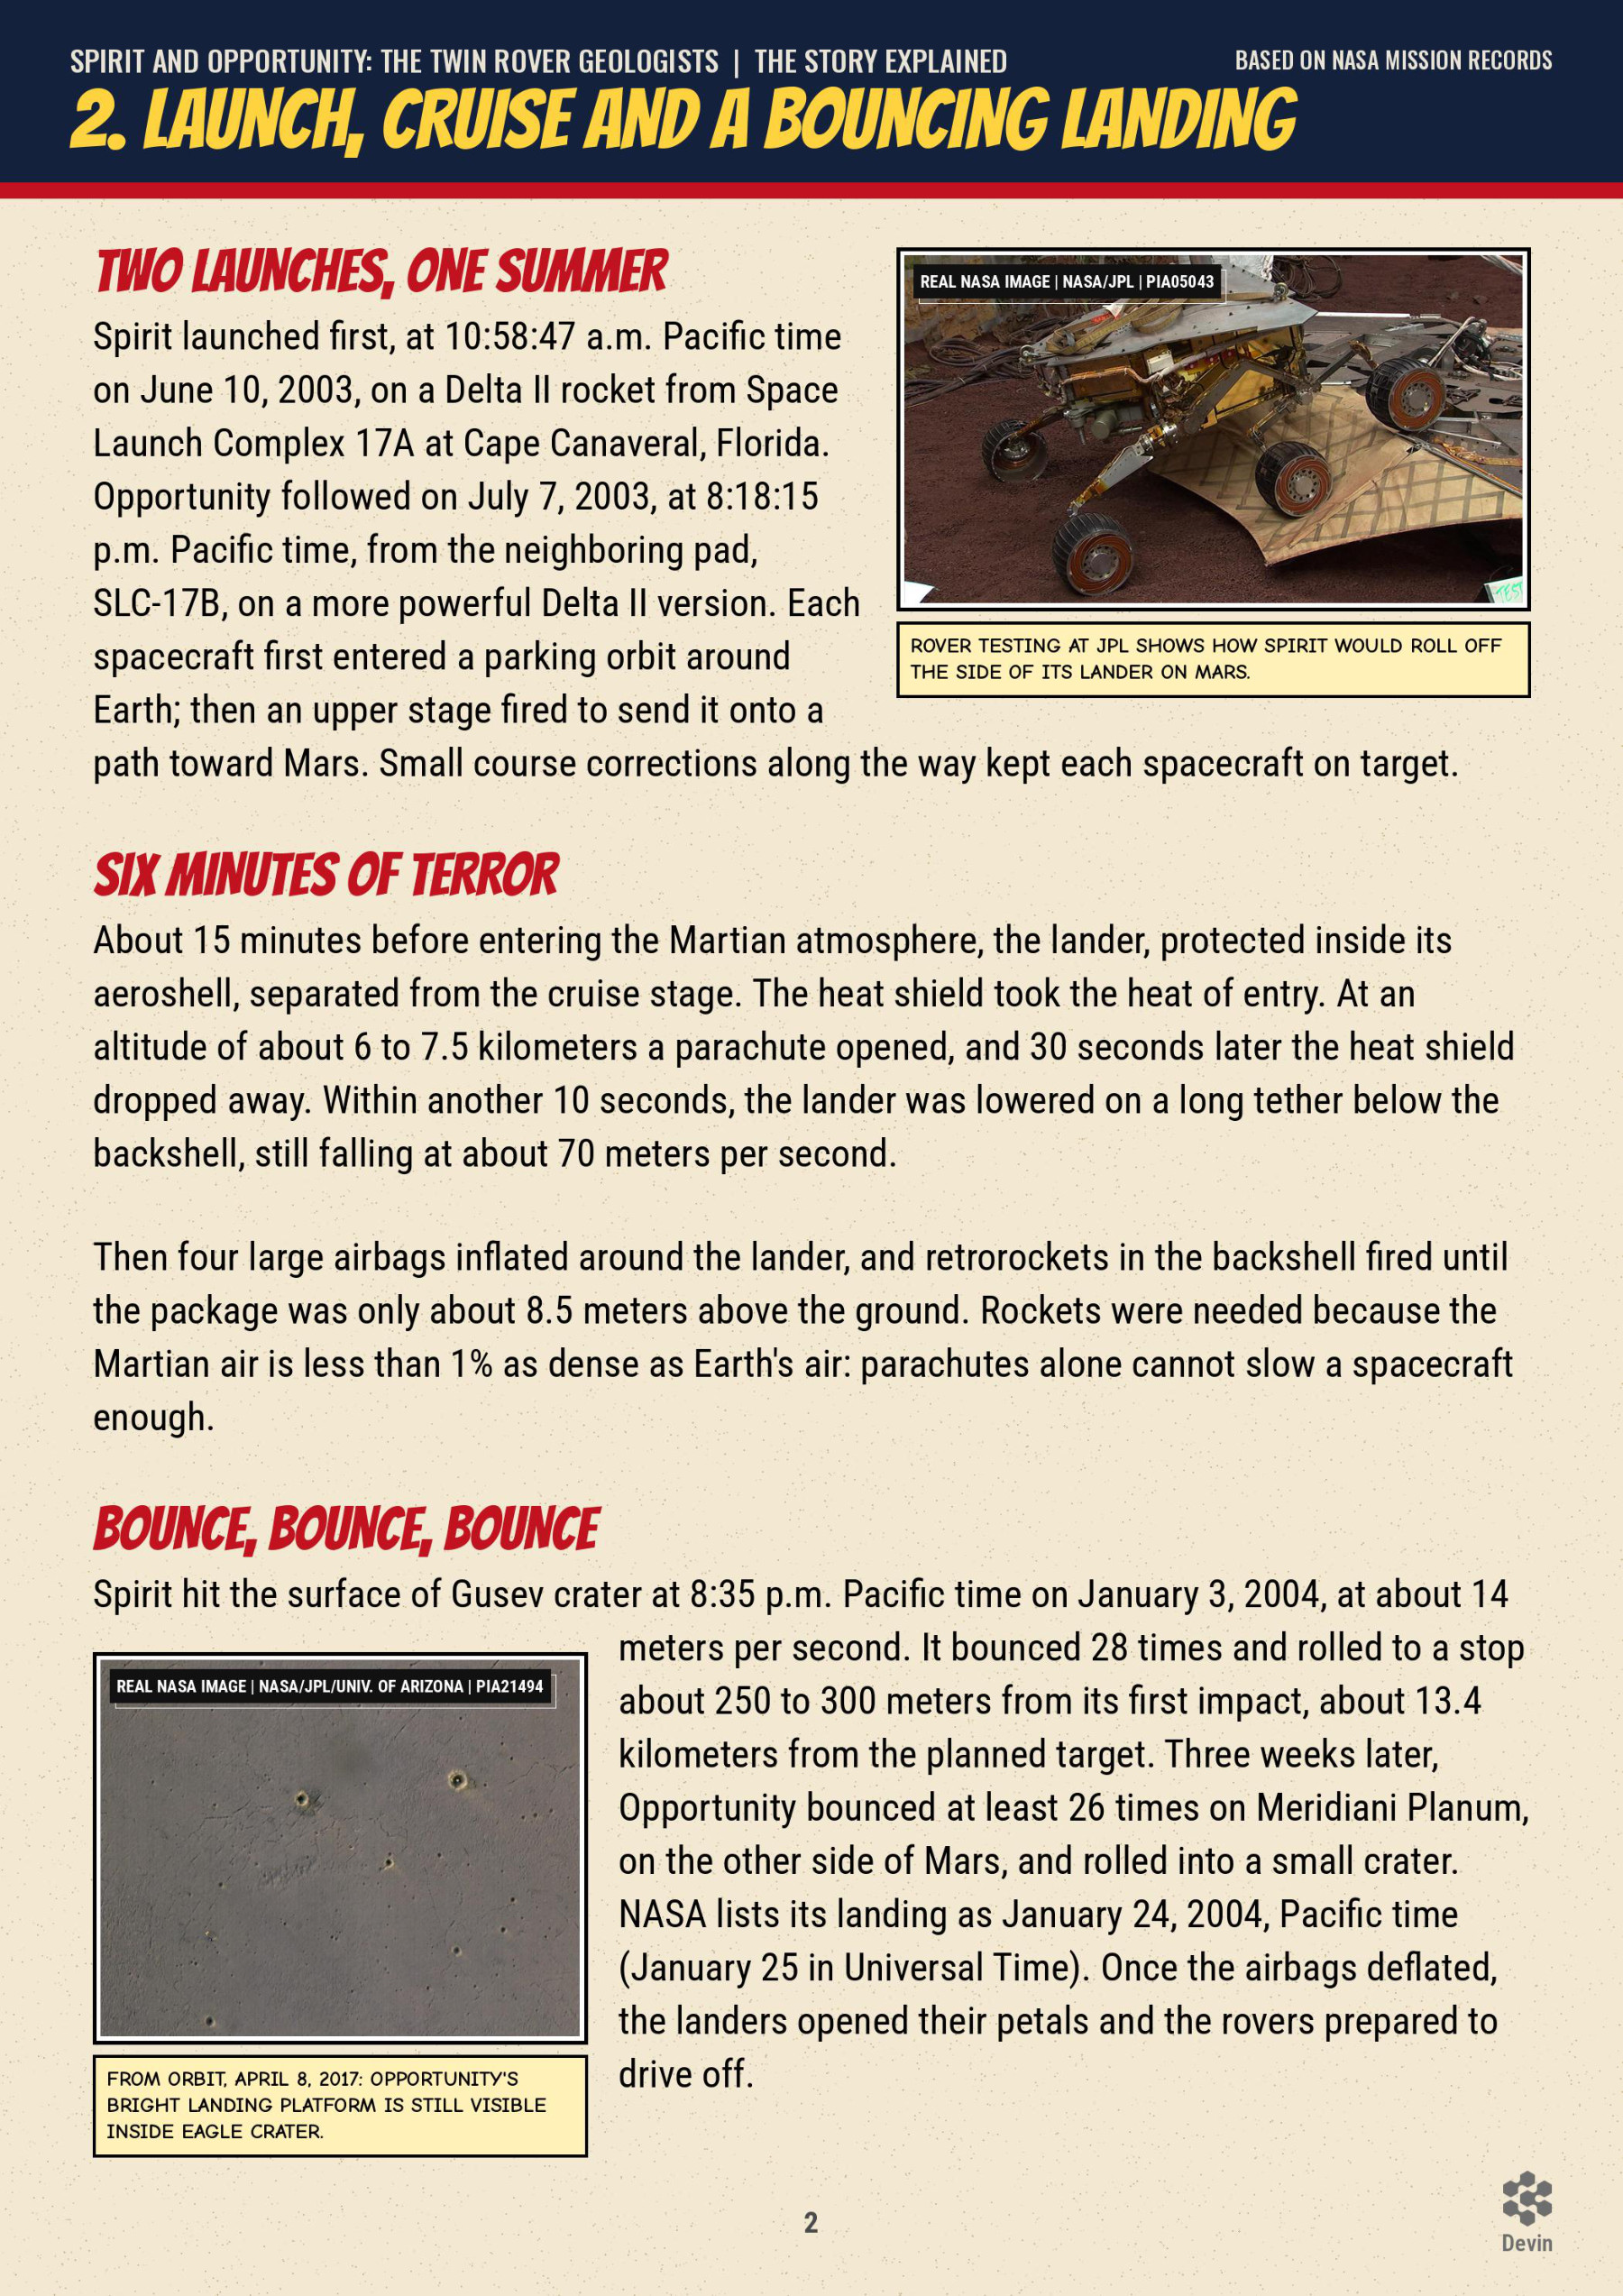 SPIRIT AND OPPORTUNITY: THE TWIN ROVER GEOLOGISTS | THE STORY EXPLAINED
BASED ON NASA MISSION RECORDS
2. LAUNCH, CRUISE AND A BOUNCING LANDING
TWO LAUNCHES, ONE SUMMER
Spirit launched first, at 10:58:47 a.m. Pacific time
on June 10, 2003, on a Delta II rocket from Space
Launch Complex 17A at Cape Canaveral, Florida.
Opportunity followed on July 7, 2003, at 8:18:15
p.m. Pacific time, from the neighboring pad,
SLC-17B, on a more powerful Delta II version. Each
spacecraft first entered a parking orbit around
Earth; then an upper stage fired to send it onto a
path toward Mars. Small course corrections along the way kept each spacecraft on target.
REAL NASA IMAGE | NASA/JPL | PIA05043
TEST
ROVER TESTING AT JPL SHOWS HOW SPIRIT WOULD ROLL OFF
THE SIDE OF ITS LANDER ON MARS.
SIX MINUTES OF TERROR
About 15 minutes before entering the Martian atmosphere, the lander, protected inside its
aeroshell, separated from the cruise stage. The heat shield took the heat of entry. At an
altitude of about 6 to 7.5 kilometers a parachute opened, and 30 seconds later the heat shield
dropped away. Within another 10 seconds, the lander was lowered on a long tether below the
backshell, still falling at about 70 meters per second.
Then four large airbags inflated around the lander, and retrorockets in the backshell fired until
the package was only about 8.5 meters above the ground. Rockets were needed because the
Martian air is less than 1% as dense as Earth's air: parachutes alone cannot slow a spacecraft
enough.
BOUNCE, BOUNCE, BOUNCE
Spirit hit the surface of Gusev crater at 8:35 p.m. Pacific time on January 3, 2004, at about 14
meters per second. It bounced 28 times and rolled to a stop
about 250 to 300 meters from its first impact, about 13.4
kilometers from the planned target. Three weeks later,
Opportunity bounced at least 26 times on Meridiani Planum,
on the other side of Mars, and rolled into a small crater.
NASA lists its landing as January 24, 2004, Pacific time
(January 25 in Universal Time). Once the airbags deflated,
the landers opened their petals and the rovers prepared to
drive off.
REAL NASA IMAGE | NASA/JPL/UNIV. OF ARIZONA | PIA21494
FROM ORBIT, APRIL 8, 2017: OPPORTUNITY'S
BRIGHT LANDING PLATFORM IS STILL VISIBLE
INSIDE EAGLE CRATER.
2
Devin